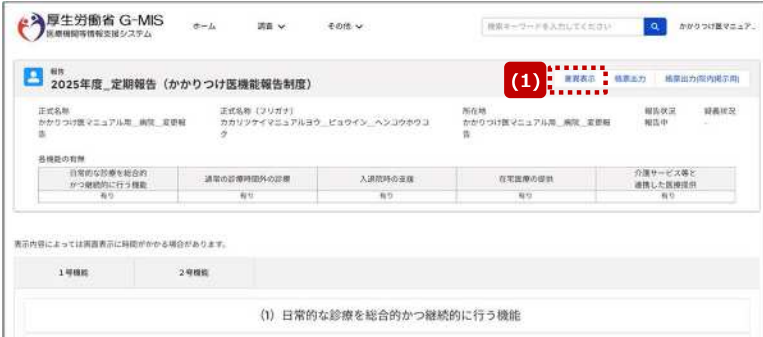 厚生労働省 G-MIS
医療機関等情報支援システム
ホーム
調査
その他
検索キーワードを入力してください
かかりつけ医マニュア...
報告
2025年度_定期報告（かかりつけ医機能報告制度）
(1)
帳票出力
帳票出力(院内掲示用)
正式名称
かかりつけ医マニュアル用__病院__変更報
告
正式名称（フリガナ）
カカリツケイマニュアルヨウ__ビョウイン__ヘンコウホウコ
ク
所在地
かかりつけ医マニュアル用__病院__変更報
告
報告状況
報告中
疑義状況
-
各機能の有無
日常的な診療を総合的
かつ継続的に行う機能
通常の診療時間外の診療
入退院時の支援
在宅医療の提供
介護サービス等と
連携した医療提供
有り
有り
有り
有り
有り
表示内容によっては画面表示に時間がかかる場合があります。
1号機能
2号機能
（1）日常的な診療を総合的かつ継続的に行う機能